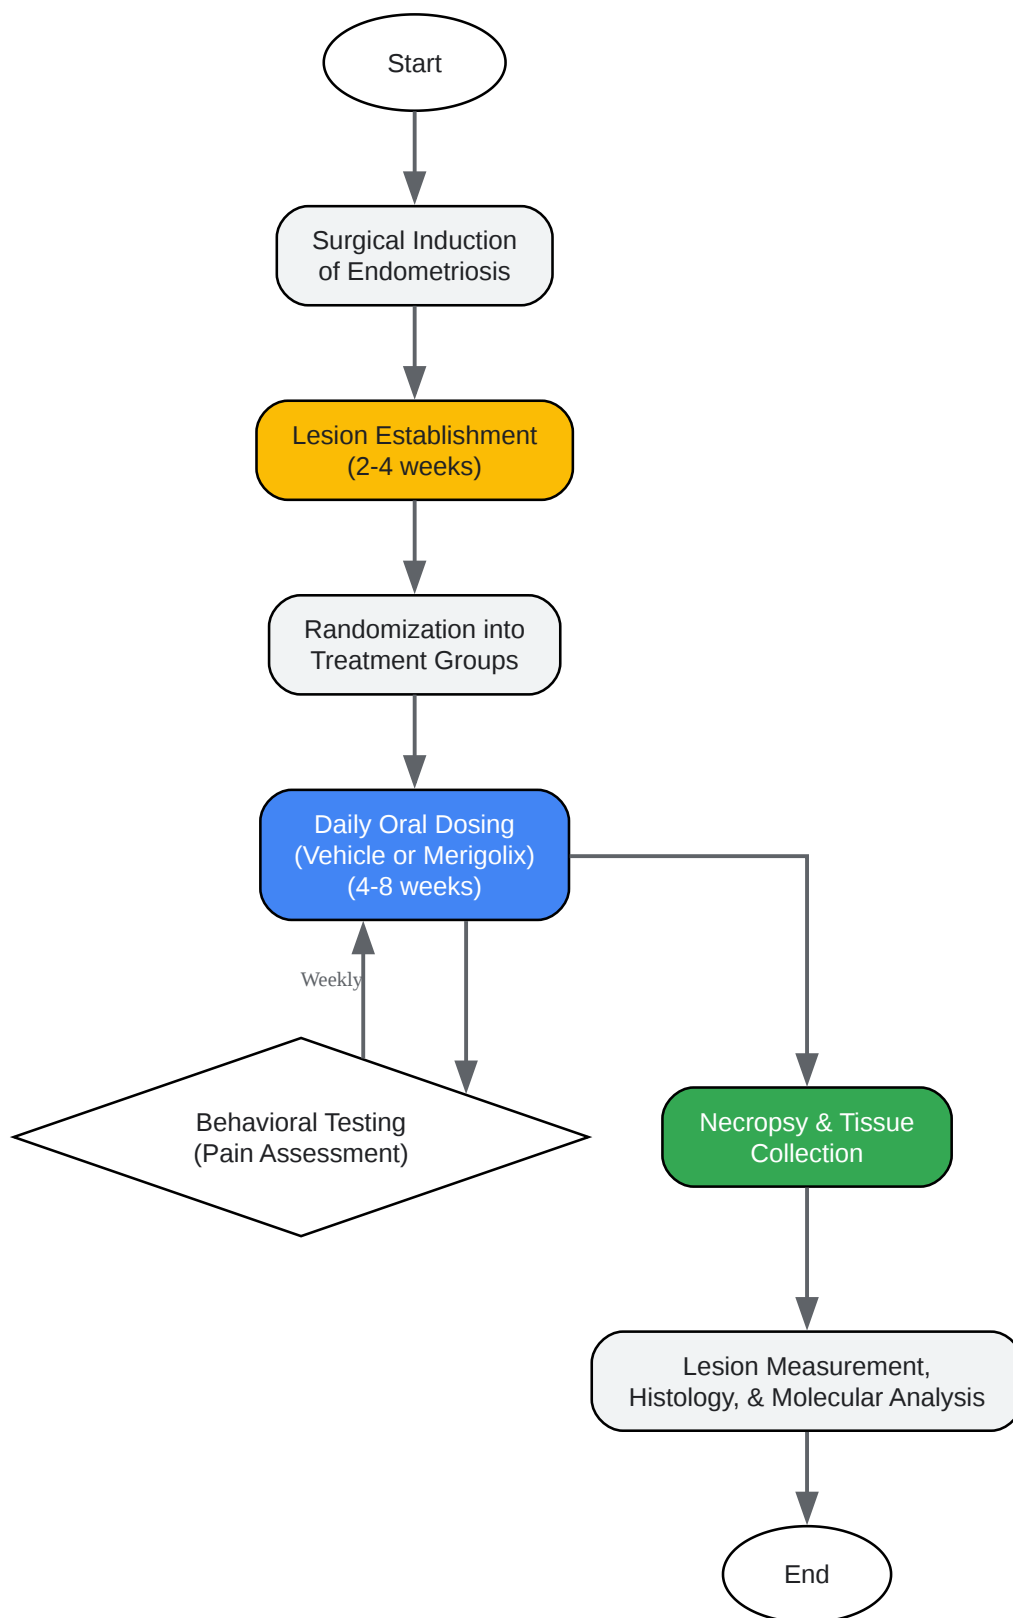 Start
Surgical Induction
of Endometriosis
Lesion Establishment
(2-4 weeks)
Randomization into
Treatment Groups
Daily Oral Dosing
(Vehicle or Merigolix)
(4-8 weeks)
Weekly
Behavioral Testing
(Pain Assessment)
Necropsy & Tissue
Collection
Lesion Measurement,
Histology, & Molecular Analysis
End